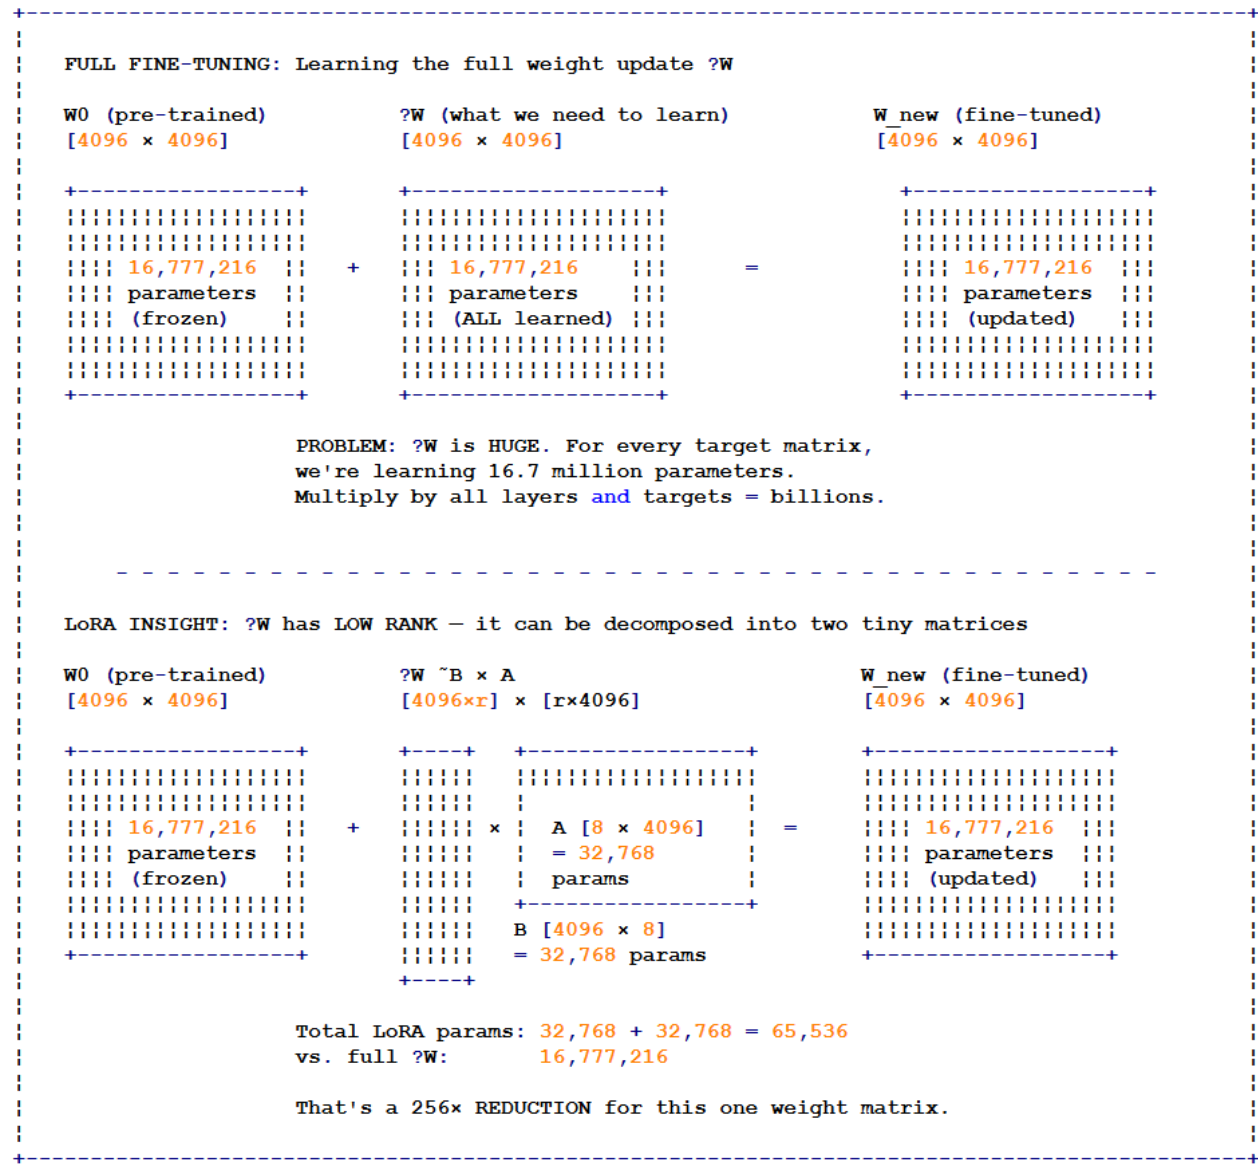 FULL FINE-TUNING: Learning the full weight update ?W
W0 (pre-trained) ?W (what we need to learn) W_new (fine-tuned)
[4096 × 4096] [4096 × 4096] [4096 × 4096]
16,777,216 + 16,777,216 = 16,777,216
parameters parameters parameters
(frozen) (ALL learned) (updated)
PROBLEM: ?W is HUGE. For every target matrix,
we're learning 16.7 million parameters.
Multiply by all layers and targets = billions.
LoRA INSIGHT: ?W has LOW RANK — it can be decomposed into two tiny matrices
W0 (pre-trained) ?W ˜B × A W_new (fine-tuned)
[4096 × 4096] [4096×r] × [r×4096] [4096 × 4096]
16,777,216 + × A [8 × 4096] = 16,777,216
parameters = 32,768 parameters
(frozen) params (updated)
B [4096 × 8]
= 32,768 params
Total LoRA params: 32,768 + 32,768 = 65,536
vs. full ?W: 16,777,216
That's a 256× REDUCTION for this one weight matrix.